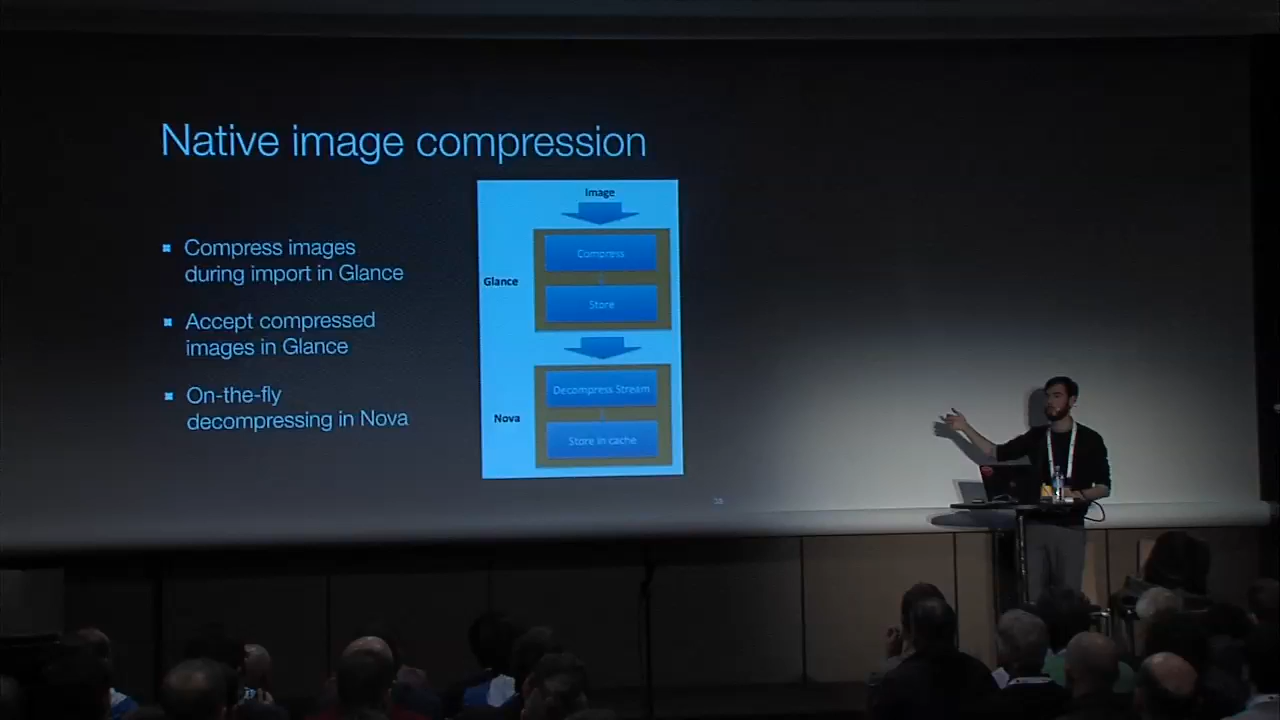 Native image compression
Compress images
during import in Glance
Accept compressed
images in Glance
On-the-fly
decompressing in Nova
Image
Glance
Compress
Store
Nova
Decompress Stream
Store in cache